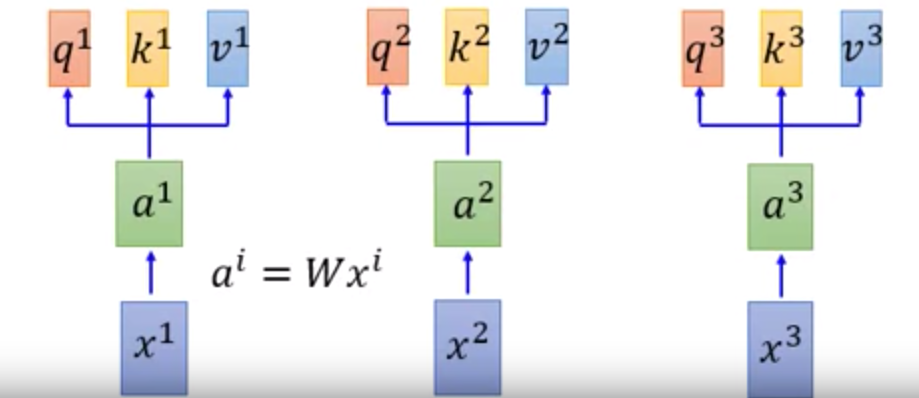 q¹ k¹ v¹ q² k² v² q³ k³ v³
a¹ a² a³
aⁱ = Wxⁱ
x¹ x² x³